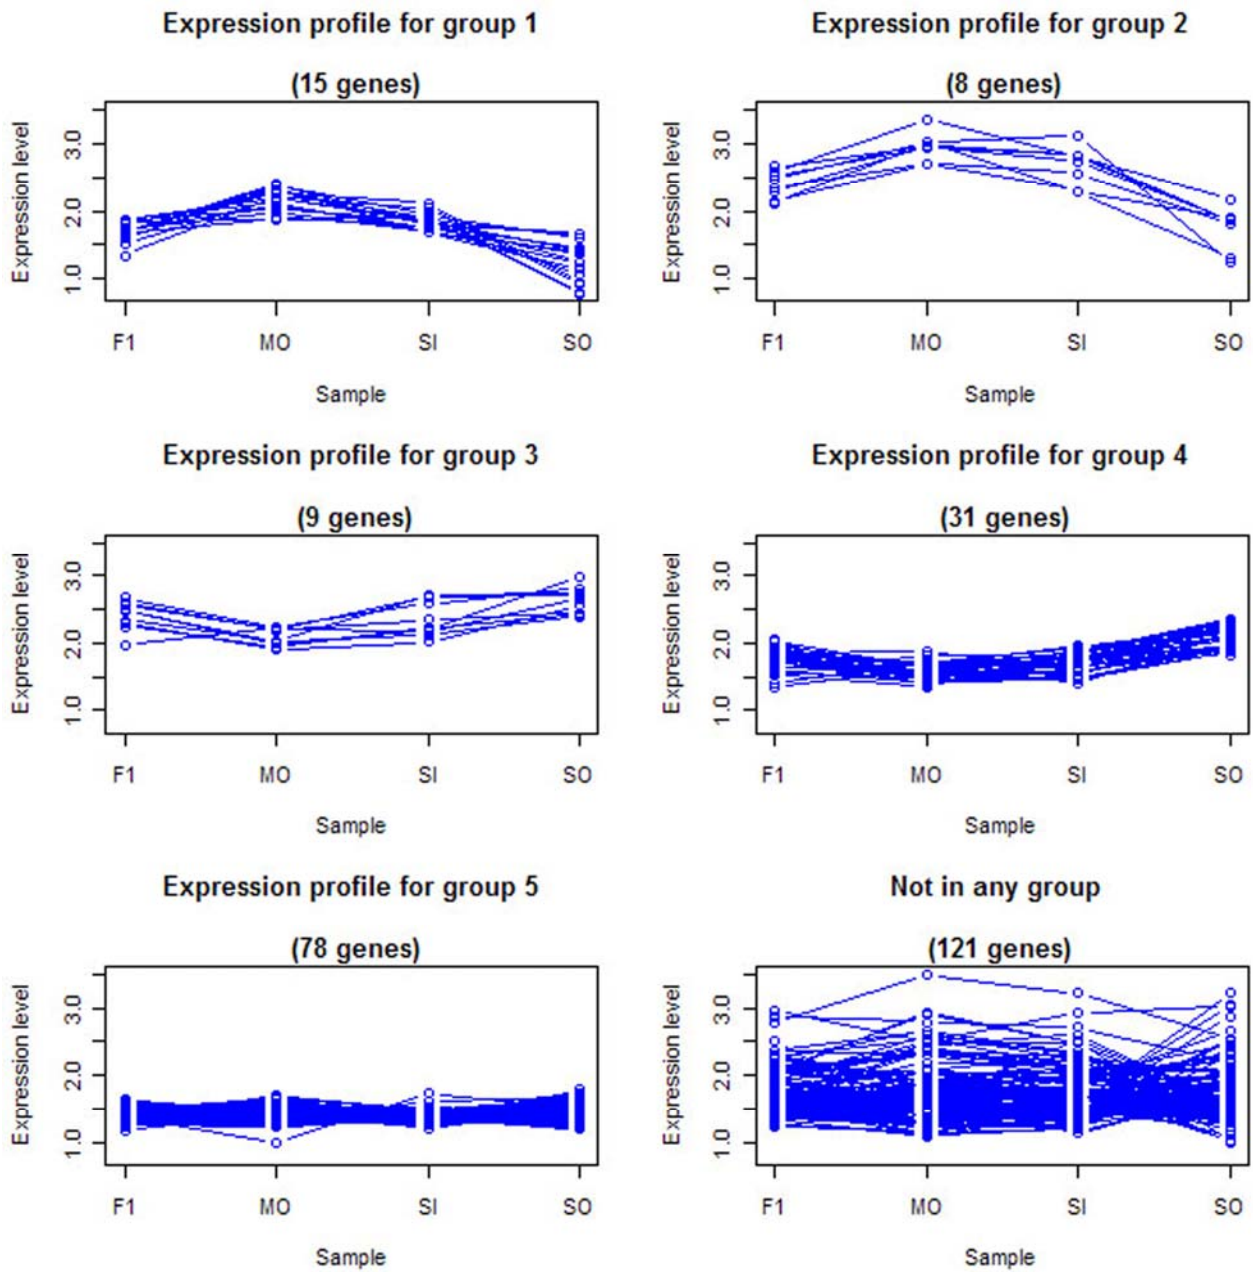 Expression profile for group 1
(15 genes)
Expression level
3.0
2.0
1.0
F1 MO SI SO
Sample
Expression profile for group 2
(8 genes)
Expression level
3.0
2.0
1.0
F1 MO SI SO
Sample
Expression profile for group 3
(9 genes)
Expression level
3.0
2.0
1.0
F1 MO SI SO
Sample
Expression profile for group 4
(31 genes)
Expression level
3.0
2.0
1.0
F1 MO SI SO
Sample
Expression profile for group 5
(78 genes)
Expression level
3.0
2.0
1.0
F1 MO SI SO
Sample
Not in any group
(121 genes)
Expression level
3.0
2.0
1.0
F1 MO SI SO
Sample